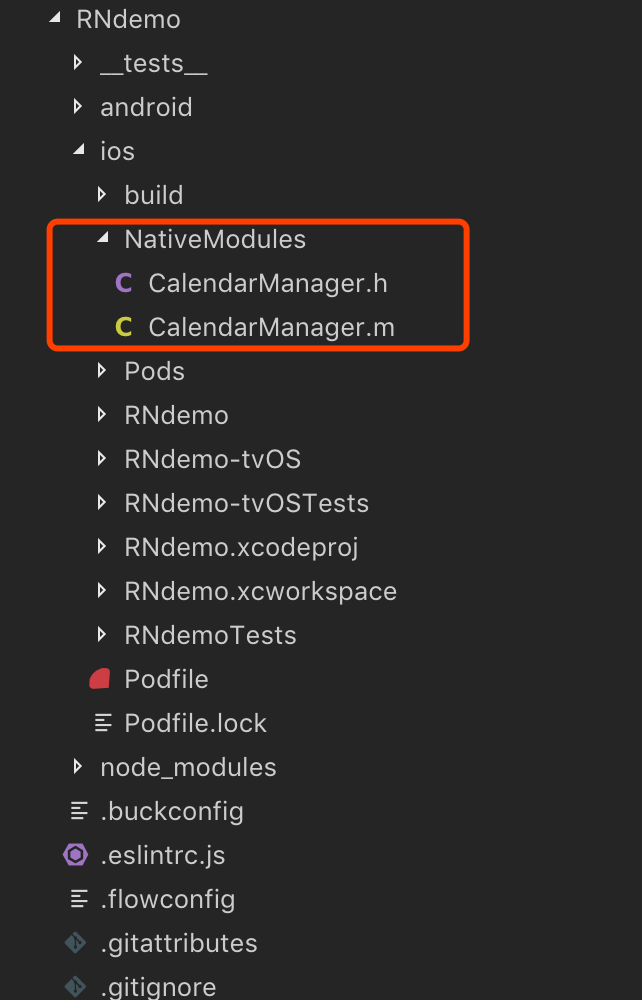 RNdemo
__tests__
android
ios
build
NativeModules
C CalendarManager.h
C CalendarManager.m
Pods
RNdemo
RNdemo-tvOS
RNdemo-tvOSTests
RNdemo.xcodeproj
RNdemo.xcworkspace
RNdemoTests
Podfile
Podfile.lock
node_modules
.buckconfig
.eslintrc.js
.flowconfig
.gitattributes
.gitignore